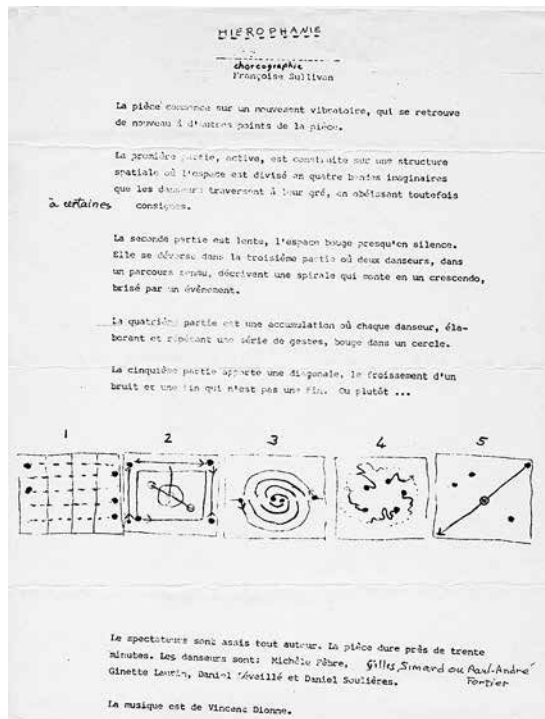 HIEROPHANIE
choreographie
Françoise Sullivan
La pièce commence sur un mouvement vibratoire, qui se retrouve
de nouveau à d'autres points de la pièce.
La première partie, active, est construite sur une structure
spatiale où l'espace est divisé en quatre bandes imaginaires
que les danseurs traversent à leur gré, en obéissant toutefois
à certaines consignes.
La seconde partie est lente, l'espace bouge presqu'en silence.
Elle se déverse dans la troisième partie où deux danseurs, dans
un parcours tendu, décrivent une spirale qui monte en un crescendo,
brisé par un évènement.
La quatrième partie est une accumulation où chaque danseur, éla-
borant et répétant une série de gestes, bouge dans un cercle.
La cinquième partie apporte une diagonale, le froissement d'un
bruit et une fin qui n'est pas une fin. Ou plutôt ...
1 2 3 4 5
Le spectateurs sont assis tout autour. La pièce dure près de trente
minutes. Les danseurs sont: Michèle Febre, Gilles Simard ou Paul-André
Fortier
Ginette Laurin, Daniel Léveillé et Daniel Soulières.
La musique est de Vincent Dionne.